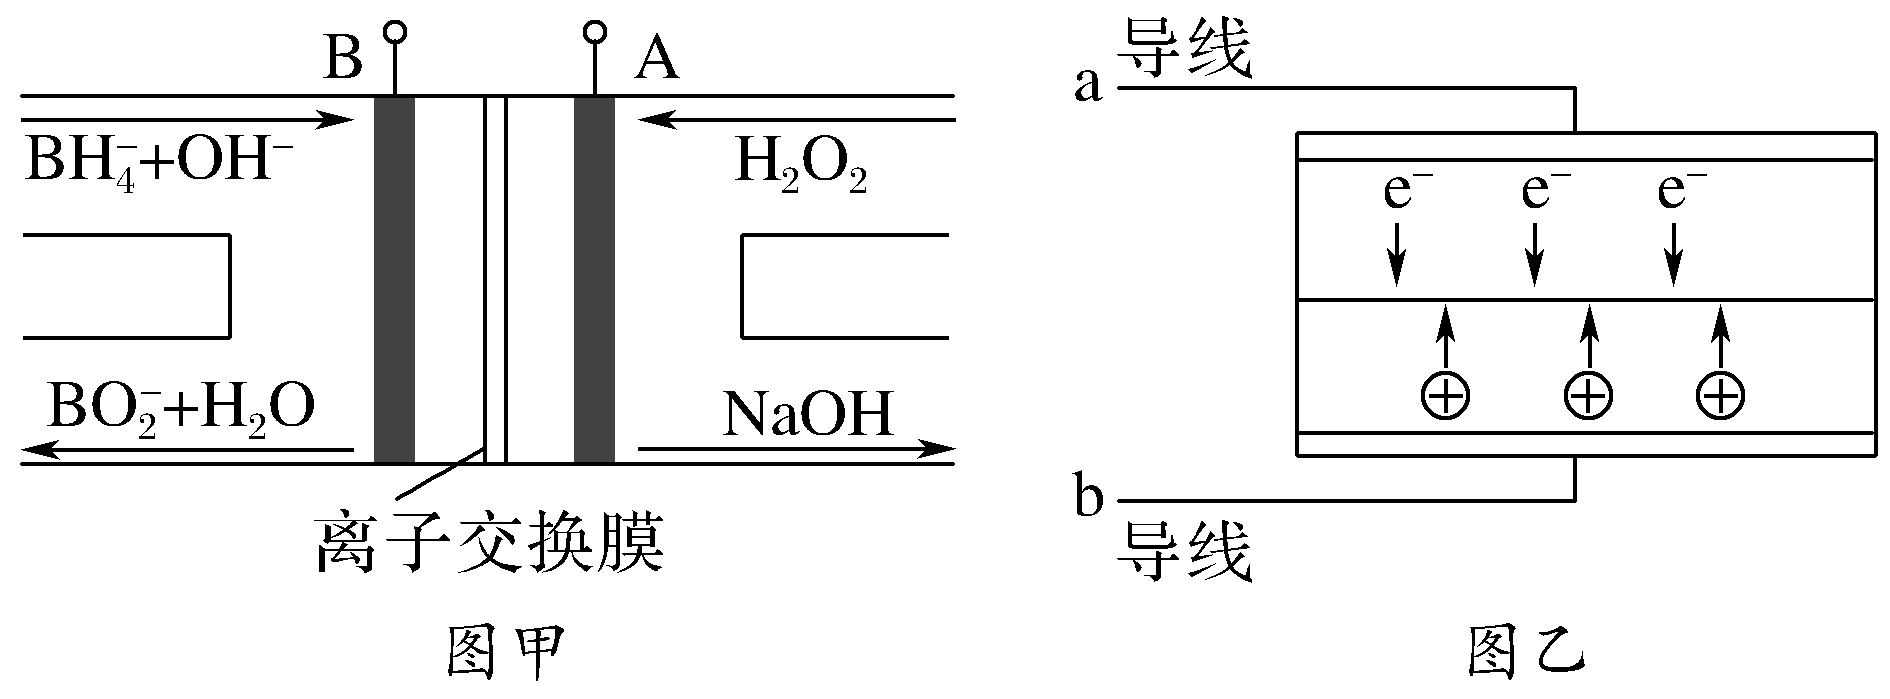 B A
BH₄⁻+OH⁻ H₂O₂
BO₂⁻+H₂O NaOH
离子交换膜
图甲
导线
a
e⁻ e⁻ e⁻
⊕ ⊕ ⊕
b
导线
图乙